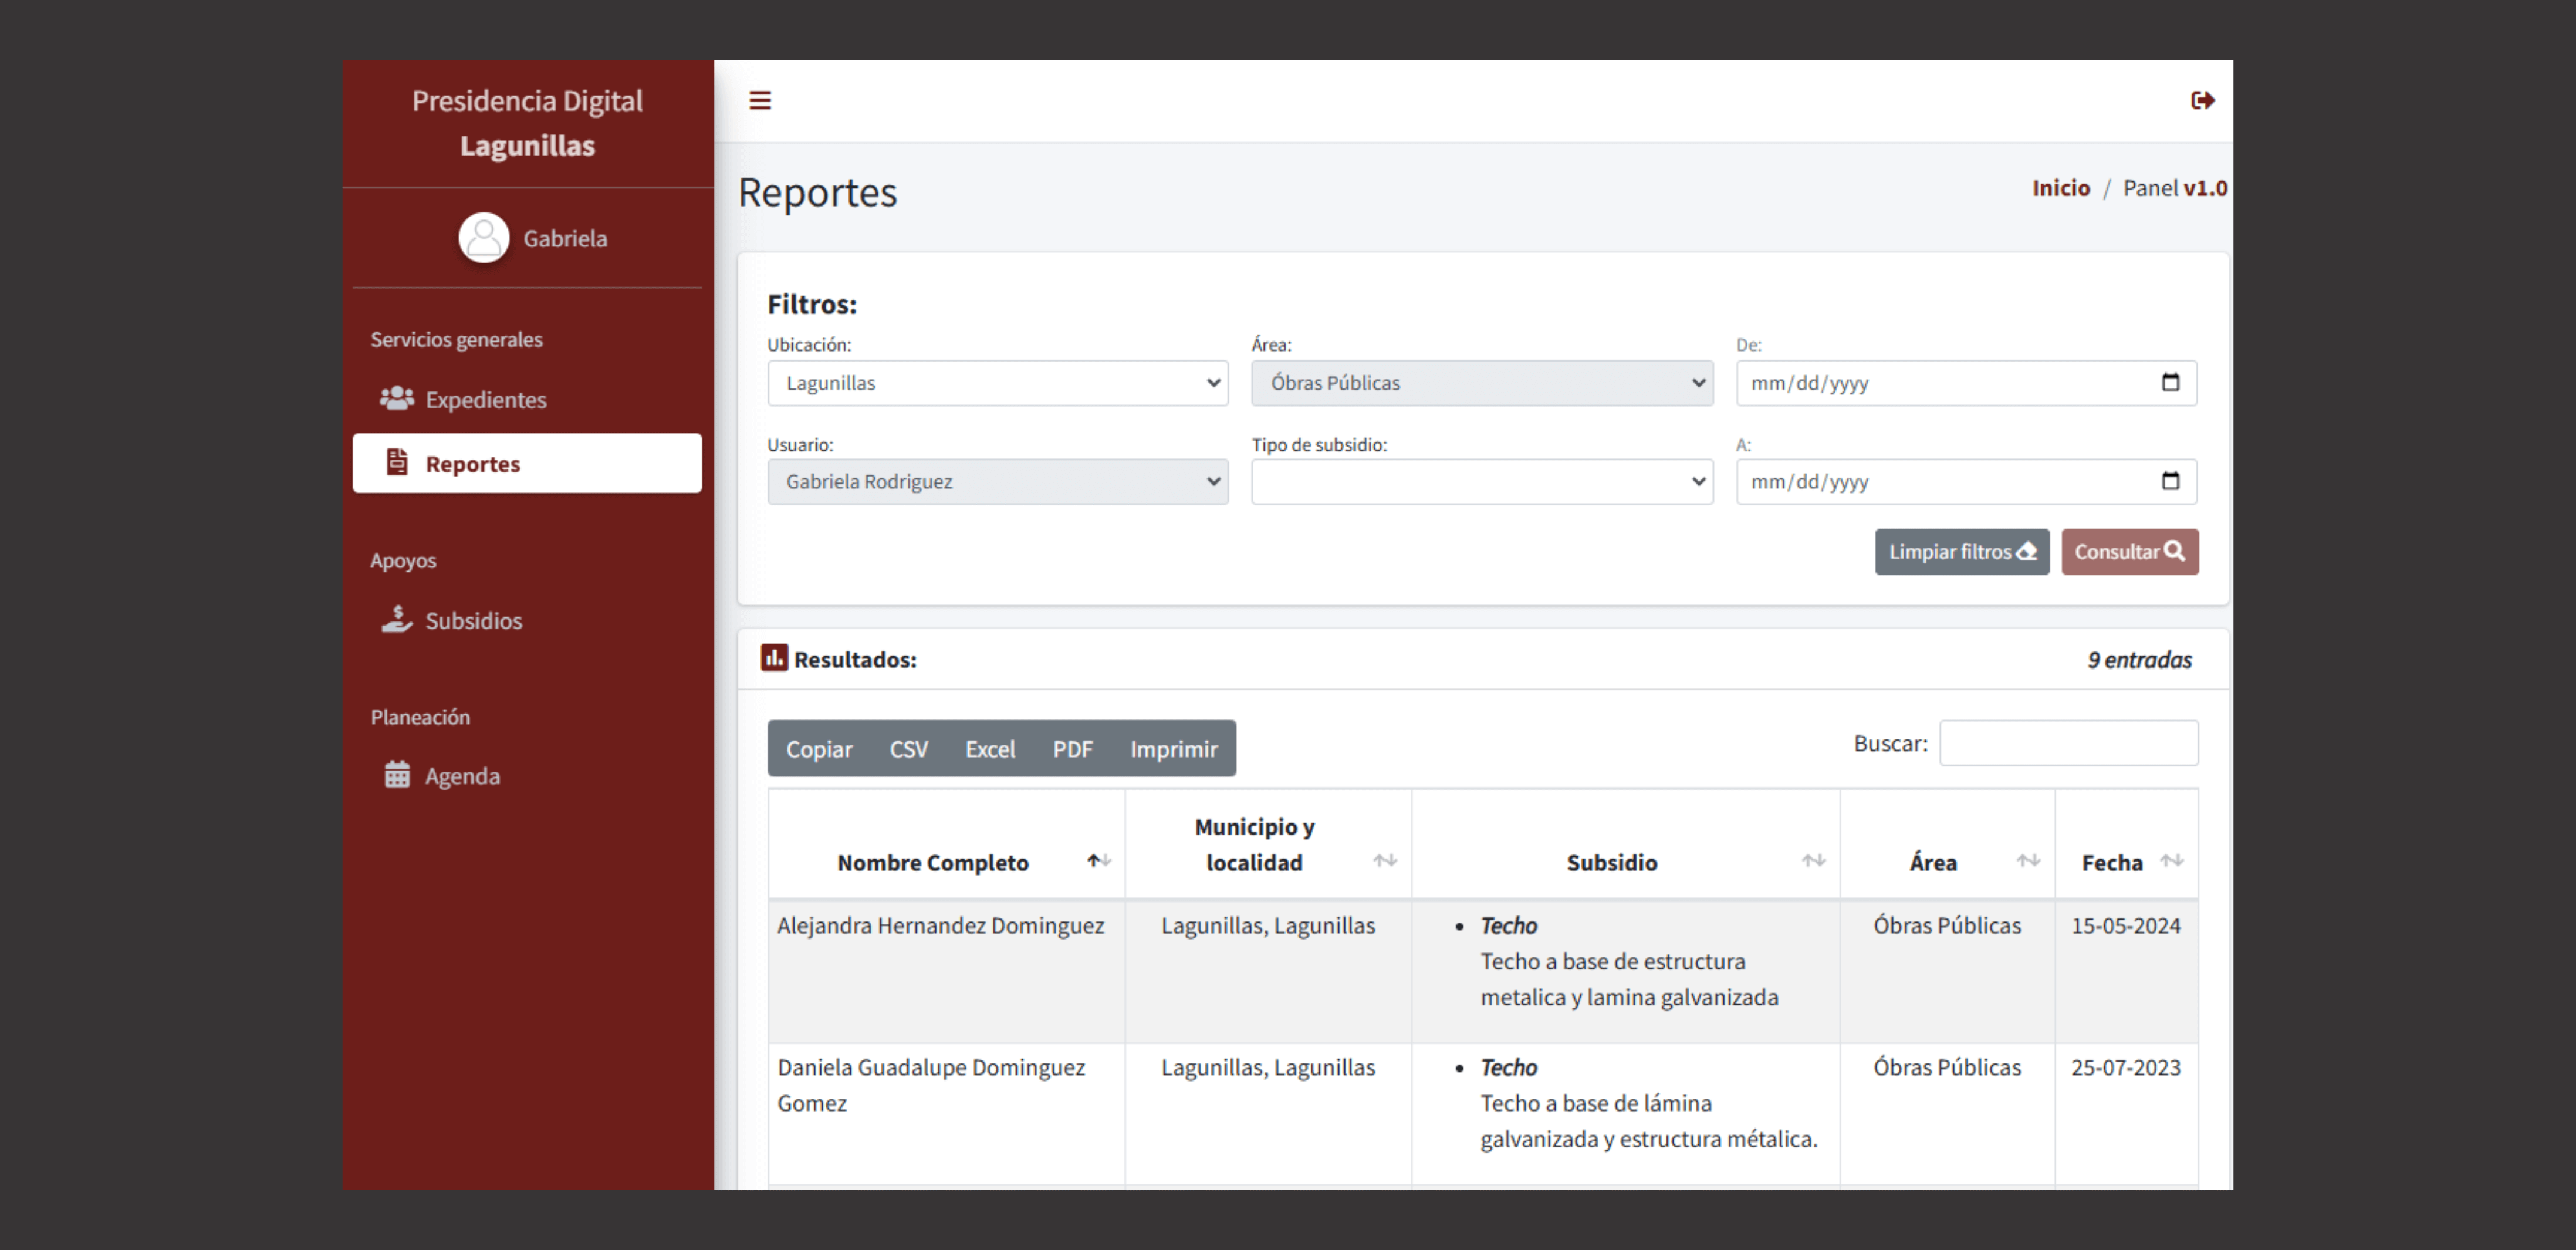 Presidencia Digital
Lagunillas
Gabriela
Servicios generales
Expedientes
Reportes
Apoyos
Subsidios
Planeación
Agenda
Reportes
Inicio / Panel v1.0
Filtros:
Ubicación: Área: De:
Lagunillas Óbras Públicas mm/dd/yyyy
Usuario: Tipo de subsidio: A:
Gabriela Rodriguez mm/dd/yyyy
Limpiar filtros Consultar
Resultados: 9 entradas
Copiar CSV Excel PDF Imprimir Buscar:
Nombre Completo Municipio y
localidad Subsidio Área Fecha
Alejandra Hernandez Dominguez Lagunillas, Lagunillas • Techo Óbras Públicas 15-05-2024
Techo a base de estructura
metalica y lamina galvanizada
Daniela Guadalupe Dominguez Lagunillas, Lagunillas • Techo Óbras Públicas 25-07-2023
Gomez Techo a base de lámina
galvanizada y estructura métalica.